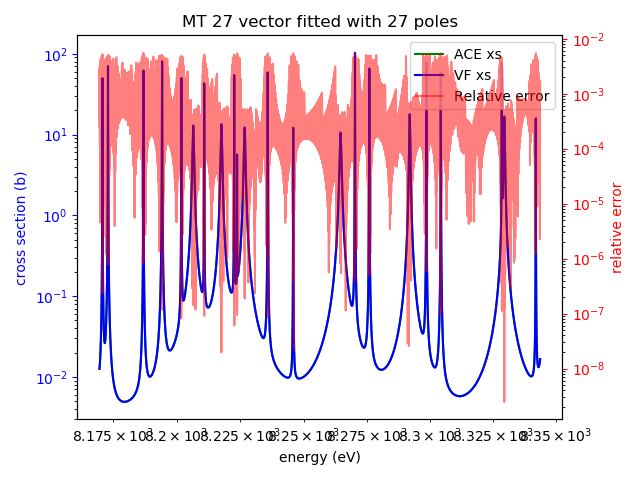 MT 27 vector fitted with 27 poles
ACE xs
VF xs
Relative error
10²
10¹
10⁰
10⁻¹
10⁻²
cross section (b)
10⁻²
10⁻³
10⁻⁴
10⁻⁵
10⁻⁶
10⁻⁷
10⁻⁸
relative error
8.175 × 10³ 8.2 × 10³ 8.225 × 10³ 8.25 × 10³ 8.275 × 10³ 8.3 × 10³ 8.325 × 10³ 8.35 × 10³
energy (eV)